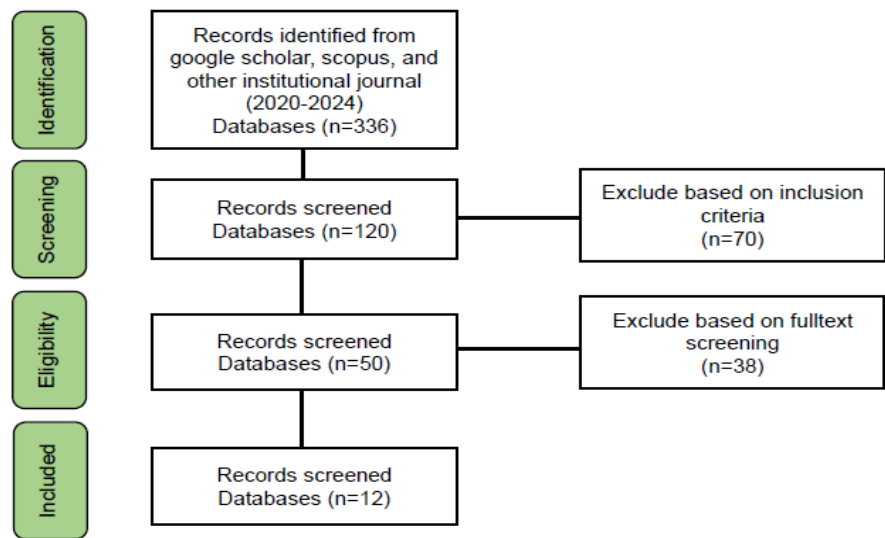 Identification
Records identified from
google scholar, scopus, and
other institutional journal
(2020-2024)
Databases (n=336)
Screening
Records screened
Databases (n=120)
Exclude based on inclusion
criteria
(n=70)
Eligibility
Records screened
Databases (n=50)
Exclude based on fulltext
screening
(n=38)
Included
Records screened
Databases (n=12)